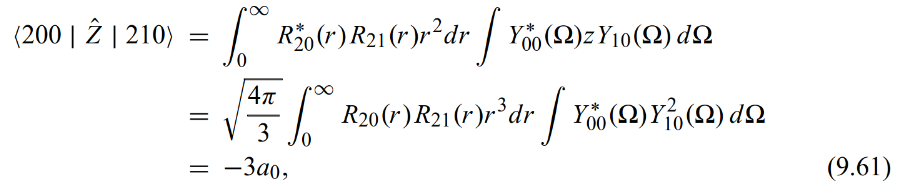 ⟨200 | Ẑ | 210⟩ = ∫₀^∞ R*₂₀(r) R₂₁(r) r² dr ∫ Y*₀₀(Ω) z Y₁₀(Ω) dΩ
= √(4π/3) ∫₀^∞ R₂₀(r) R₂₁(r) r³ dr ∫ Y*₀₀(Ω) Y²₁₀(Ω) dΩ
= −3a₀, (9.61)